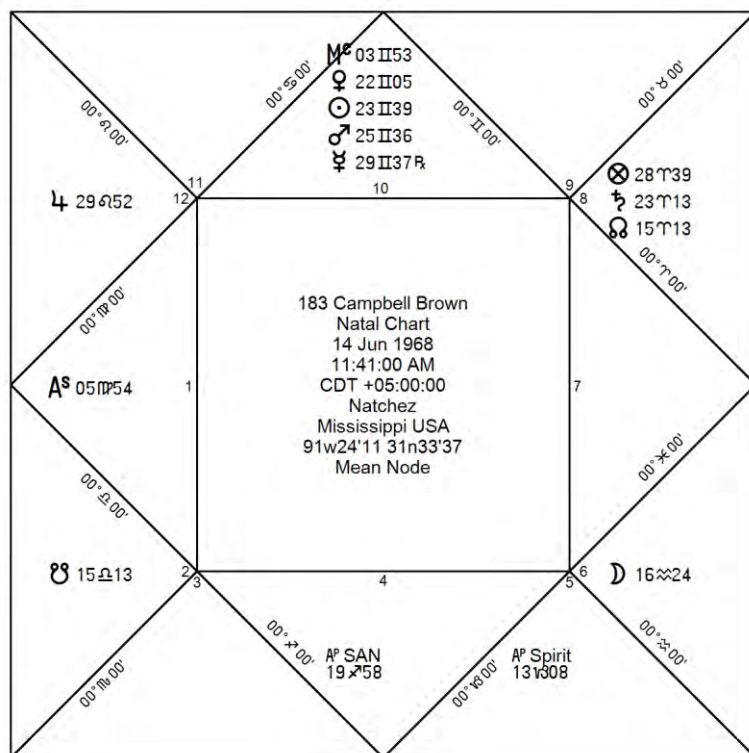 M͏c 03♊53
♀ 22♊05
☉ 23♊39
♂ 25♊36
☿ 29♊37℞
00°♋00'
00°♊00'
00°♌00'
00°♉00'
11
12
10
9
8
♃ 29♌52
⊗ 28♈39
♄ 23♈13
☊ 15♈13
00°♍00'
00°♈00'
183 Campbell Brown
Natal Chart
14 Jun 1968
11:41:00 AM
CDT +05:00:00
Natchez
Mississippi USA
91w24'11 31n33'37
Mean Node
As 05♍54
1
7
00°♎00'
00°♓00'
☋ 15♎13
2
3
4
5
6
☽ 16♒24
00°♏00'
00°♐00'
00°♑00'
00°♒00'
AP SAN
19♐58
AP Spirit
13♑08